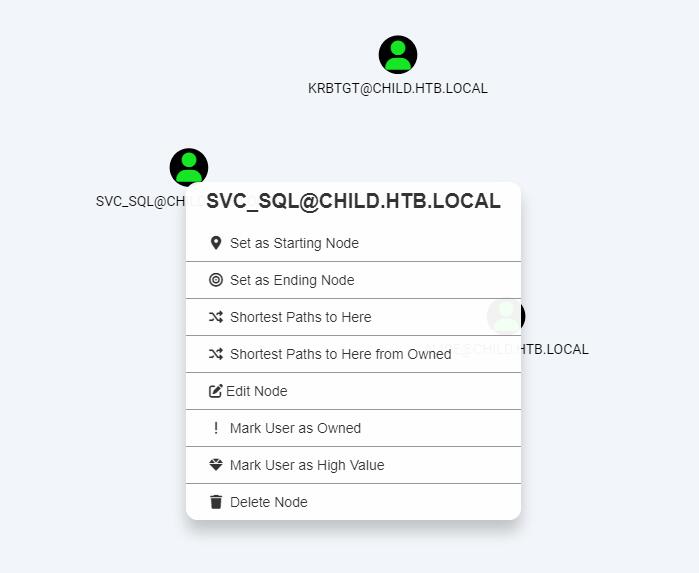 KRBTGT@CHILD.HTB.LOCAL
SVC_SQL@CH
SVC_SQL@CHILD.HTB.LOCAL
Set as Starting Node
Set as Ending Node
Shortest Paths to Here
@CHILD.HTB.LOCAL
Shortest Paths to Here from Owned
Edit Node
Mark User as Owned
Mark User as High Value
Delete Node